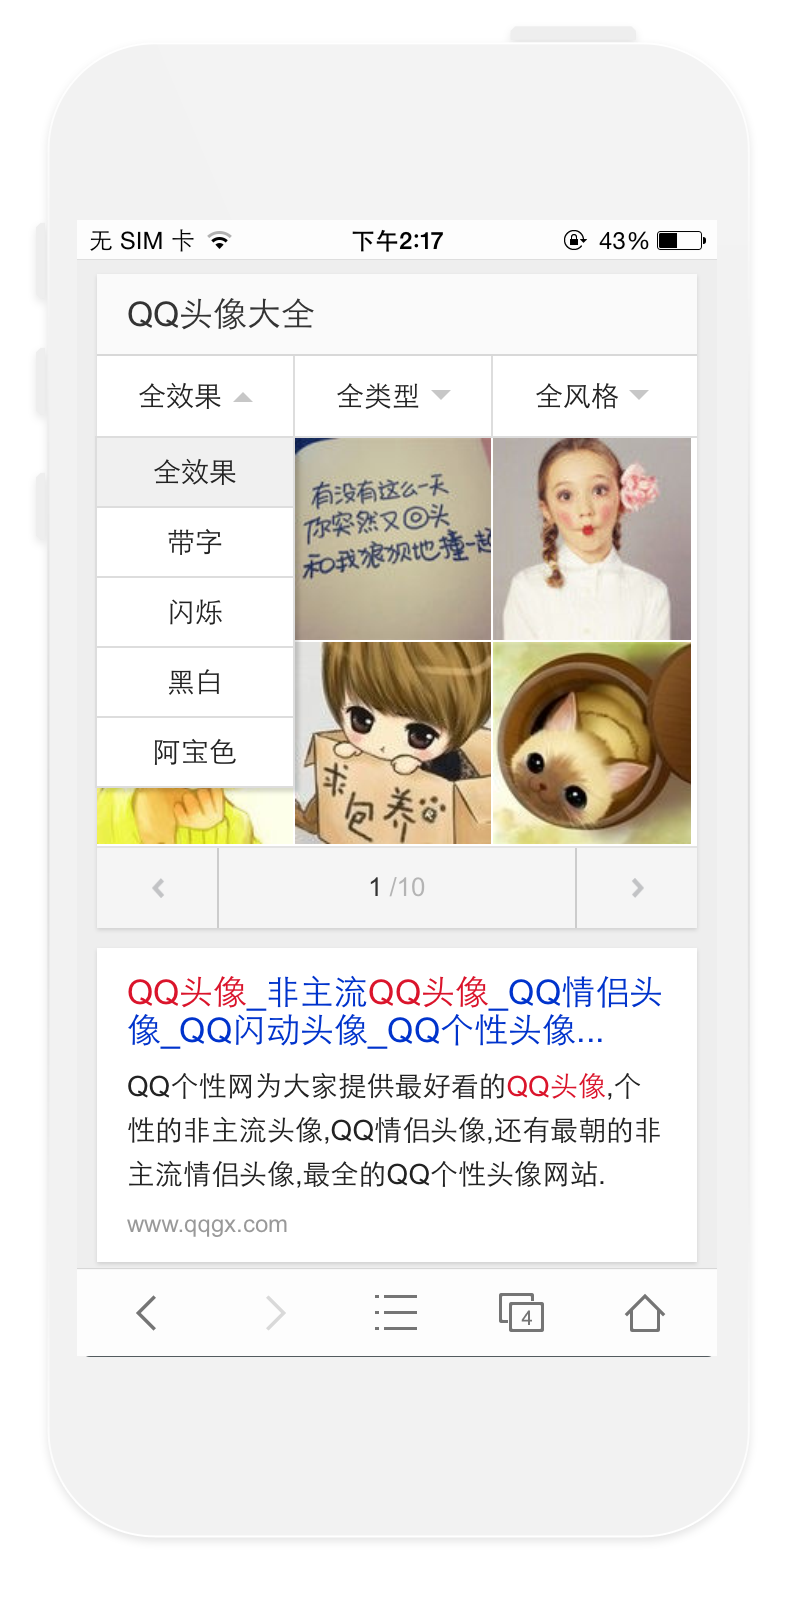 无 SIM 卡 下午2:17 43%
QQ头像大全
全效果 全类型 全风格
全效果
带字
闪烁
黑白
阿宝色
有没有这么一天
你突然又回头
和我狼狈地撞一起
求包养
1 /10
QQ头像_非主流QQ头像_QQ情侣头
像_QQ闪动头像_QQ个性头像...
QQ个性网为大家提供最好看的QQ头像,个
性的非主流头像,QQ情侣头像,还有最朝的非
主流情侣头像,最全的QQ个性头像网站.
www.qqgx.com
4